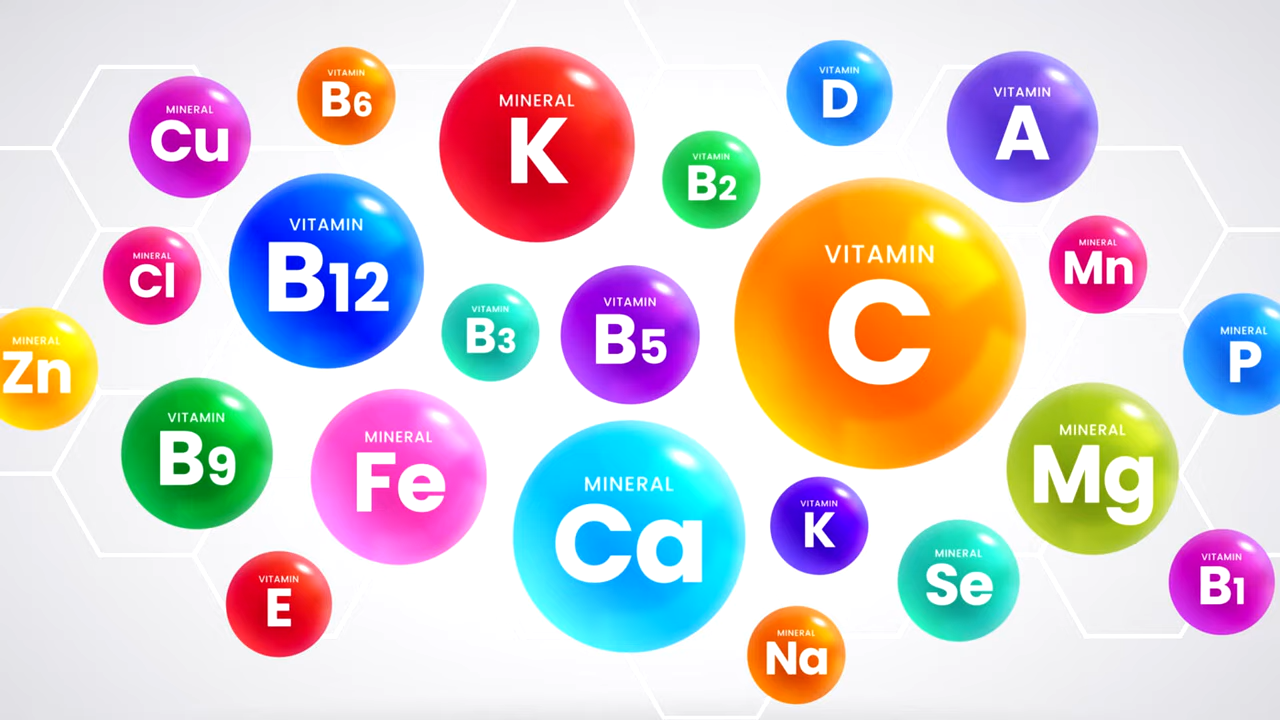 MINERAL
Cu
VITAMIN
B6
MINERAL
K
VITAMIN
B2
VITAMIN
D
VITAMIN
A
MINERAL
Cl
VITAMIN
B12
VITAMIN
B3
VITAMIN
B5
VITAMIN
C
MINERAL
Mn
MINERAL
Zn
MINERAL
P
VITAMIN
B9
MINERAL
Fe
MINERAL
Ca
VITAMIN
K
MINERAL
Mg
VITAMIN
E
MINERAL
Se
VITAMIN
B1
MINERAL
Na